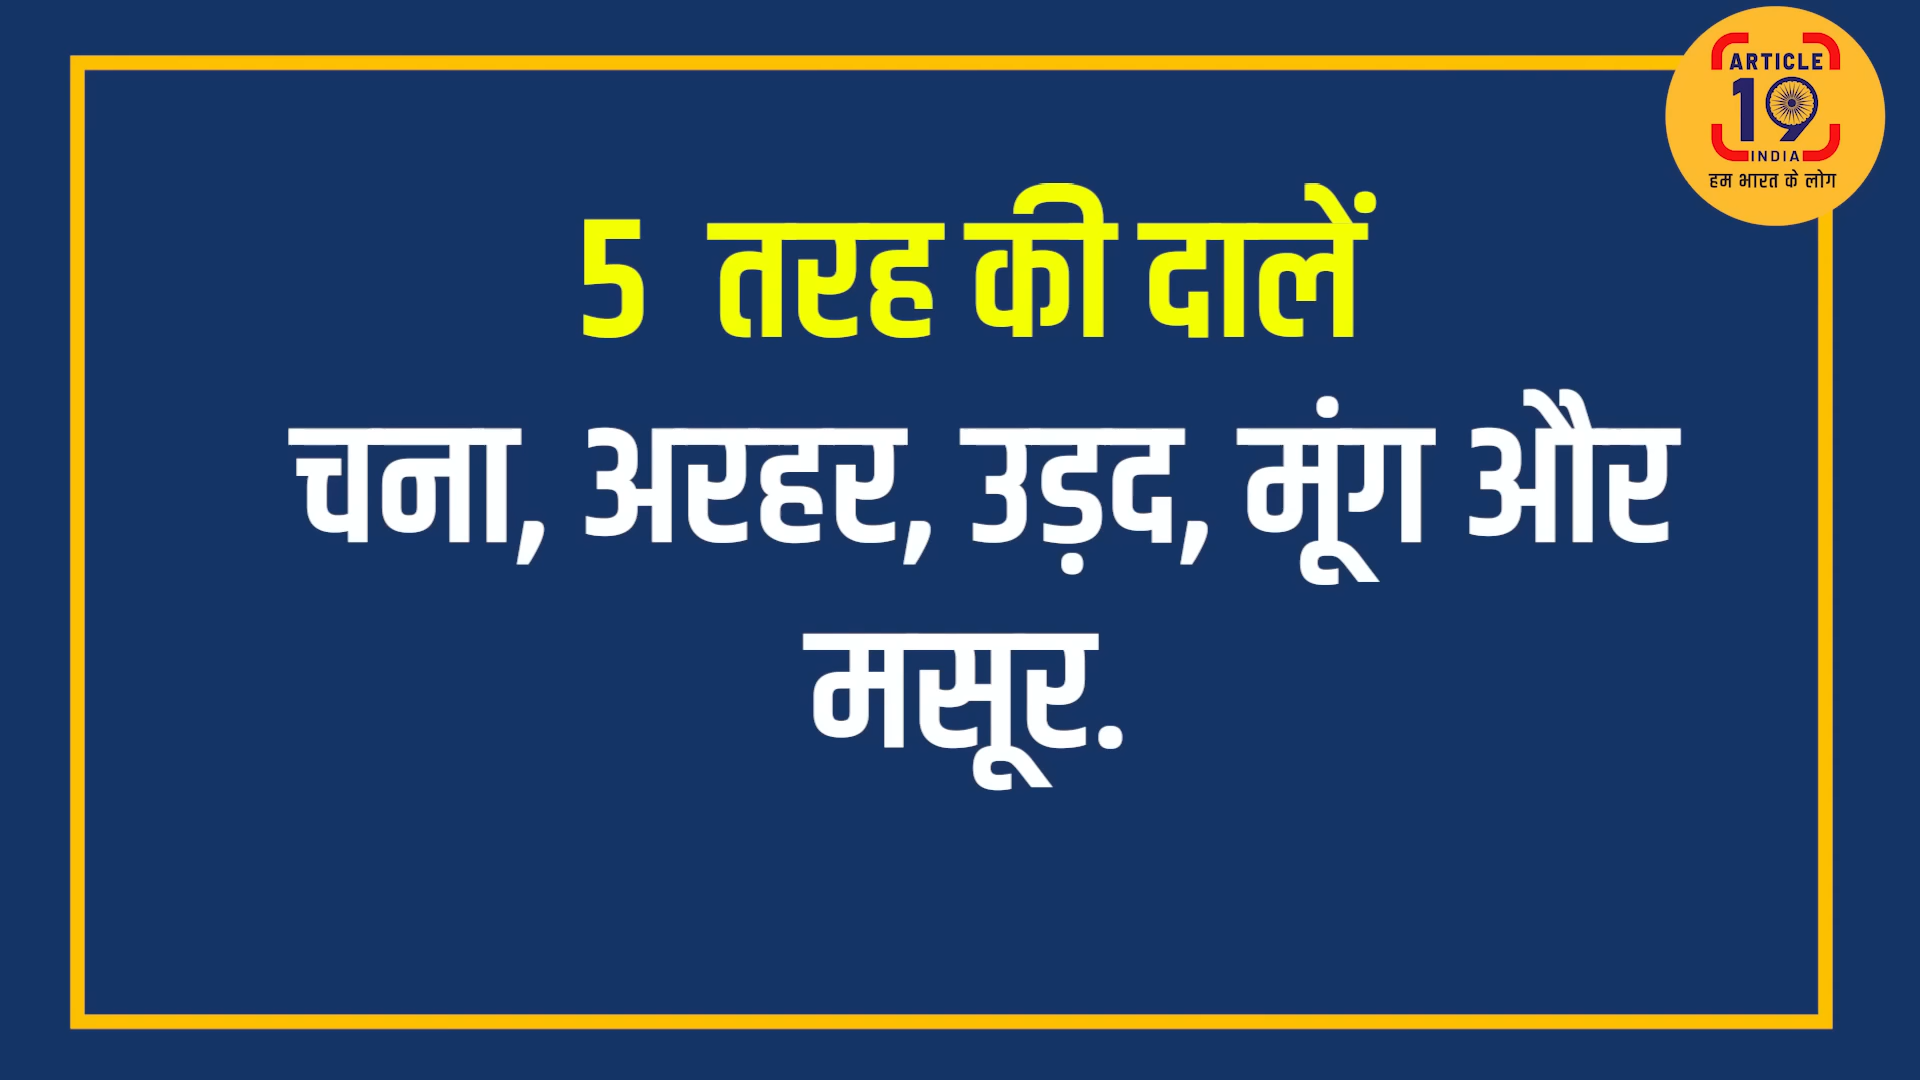 ARTICLE
19
INDIA
हम भारत के लोग
5 तरह की दालें
चना, अरहर, उड़द, मूंग और
मसूर.